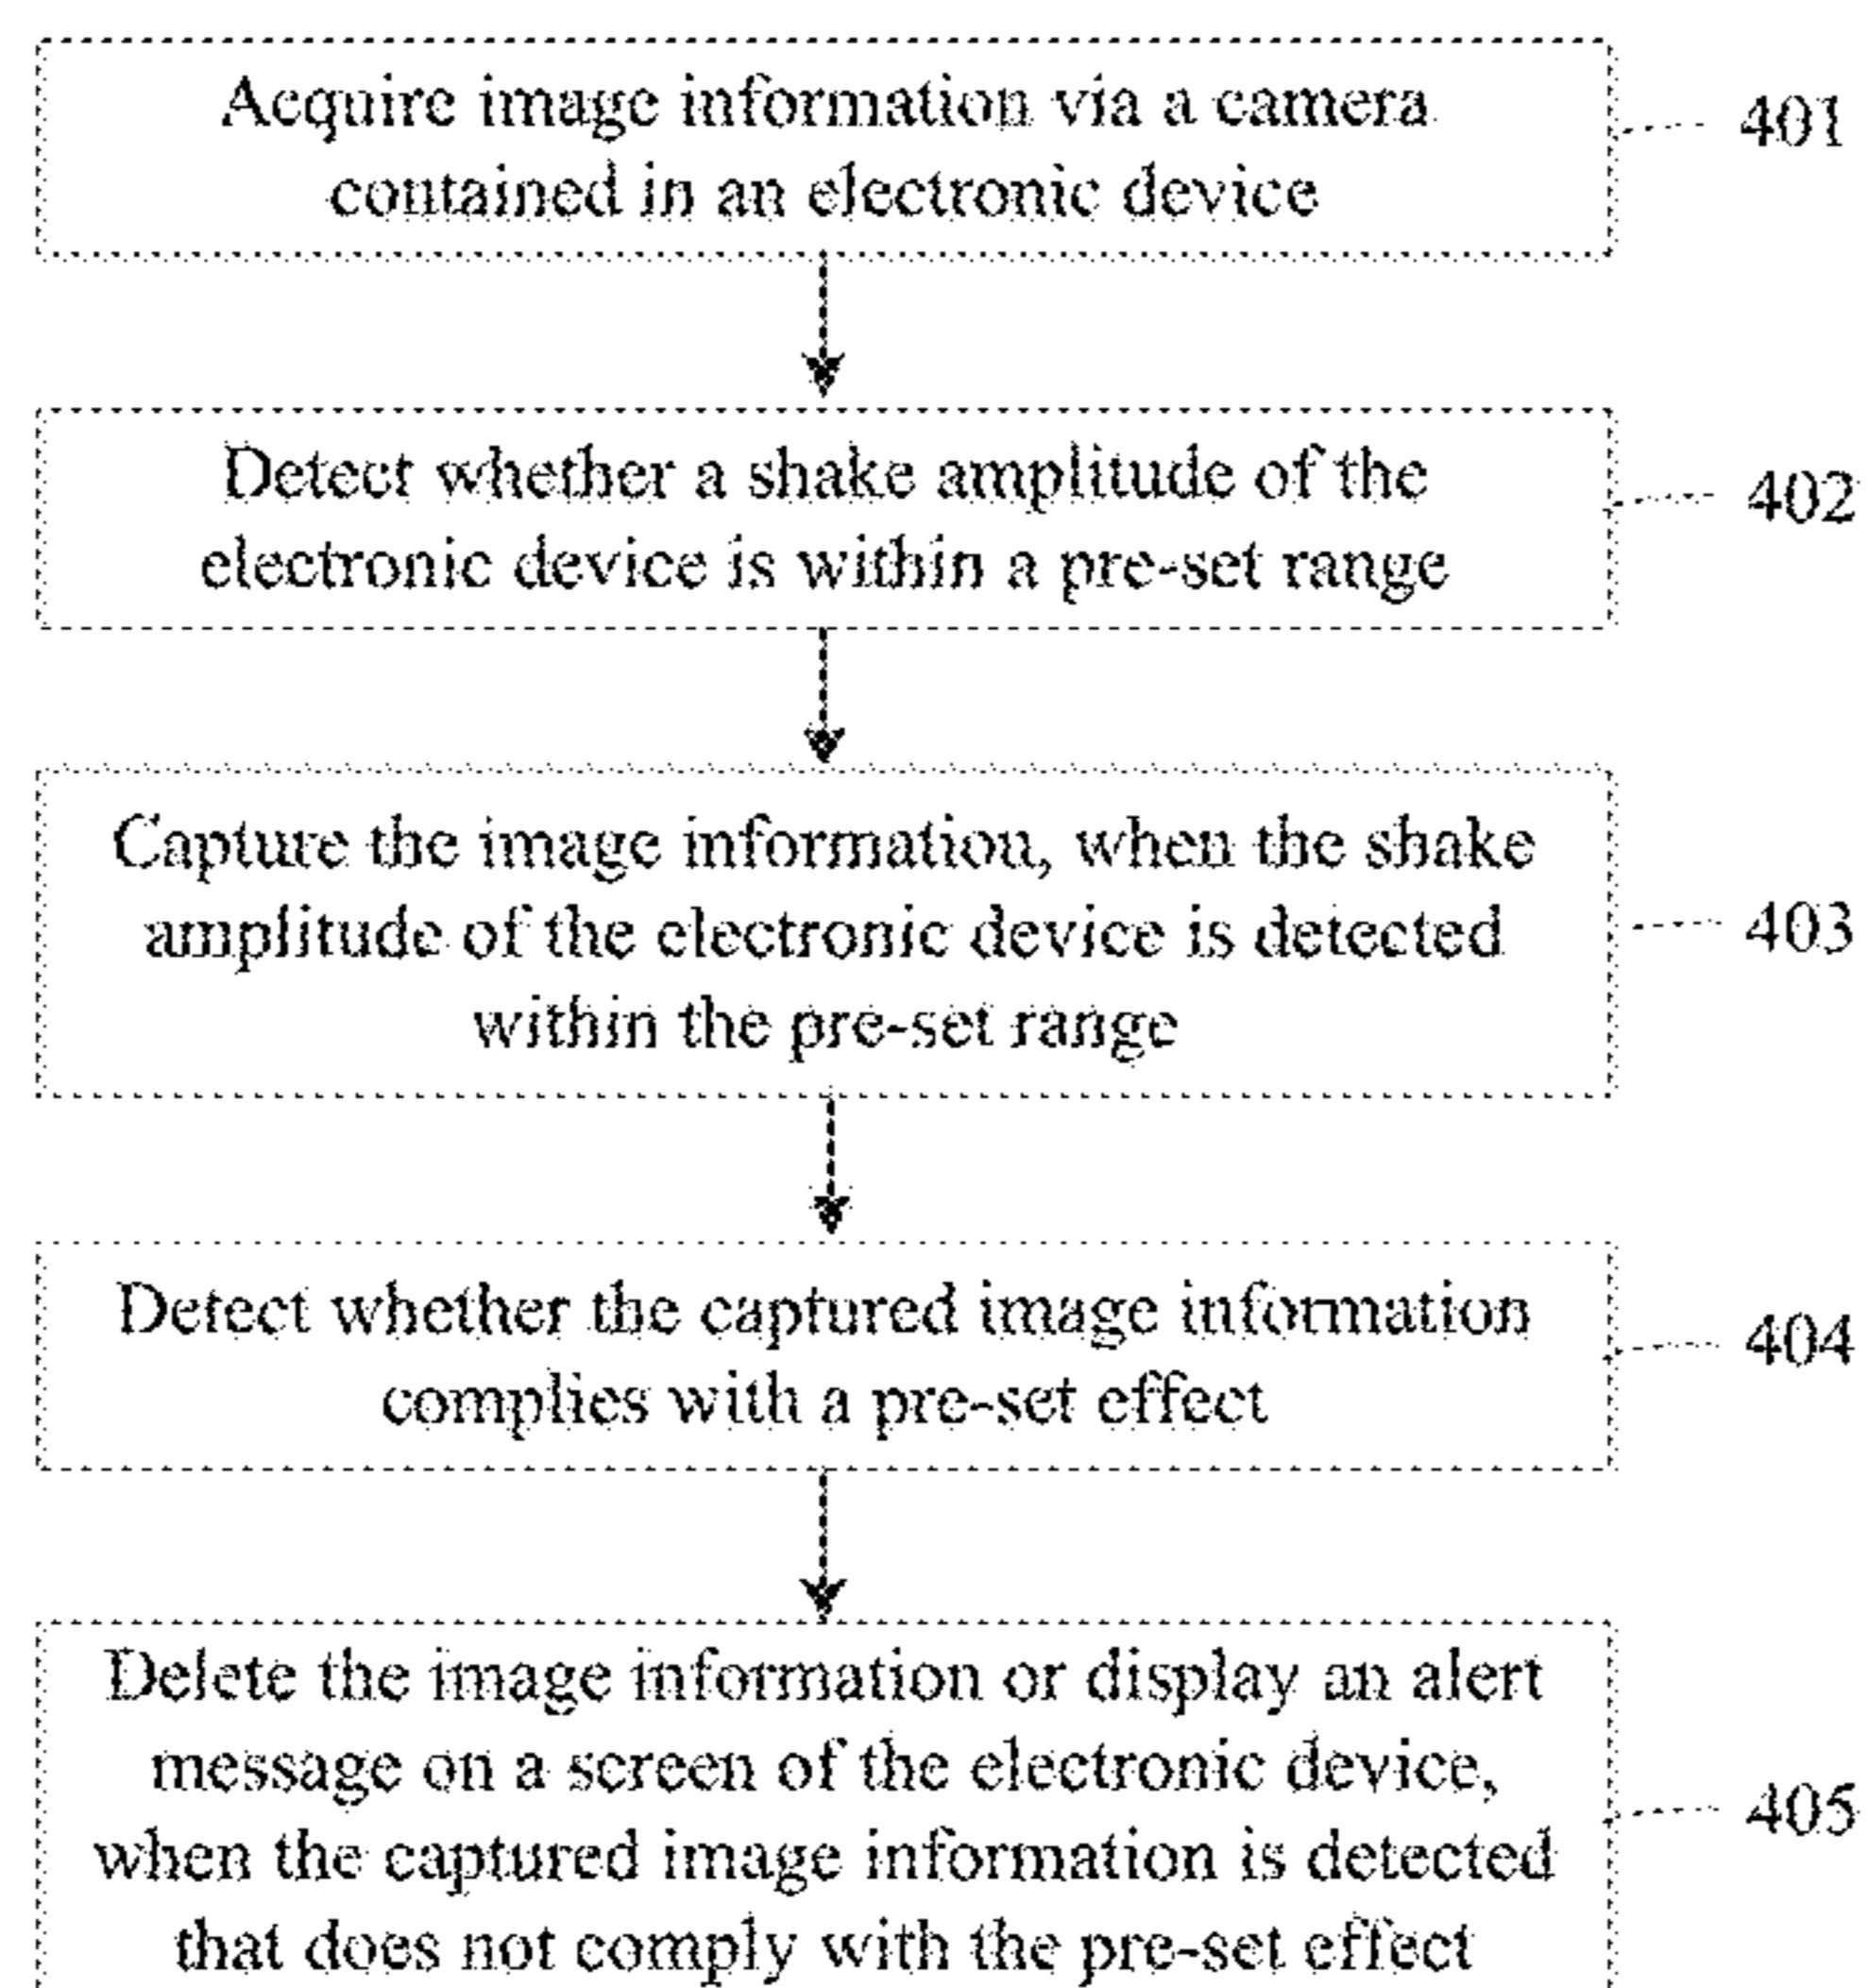 Acquire image information via a camera
contained in an electronic device
401
Detect whether a shake amplitude of the
electronic device is within a pre-set range
402
Capture the image information, when the shake
amplitude of the electronic device is detected
within the pre-set range
403
Detect whether the captured image information
complies with a pre-set effect
404
Delete the image information or display an alert
message on a screen of the electronic device,
when the captured image information is detected
that does not comply with the pre-set effect
405